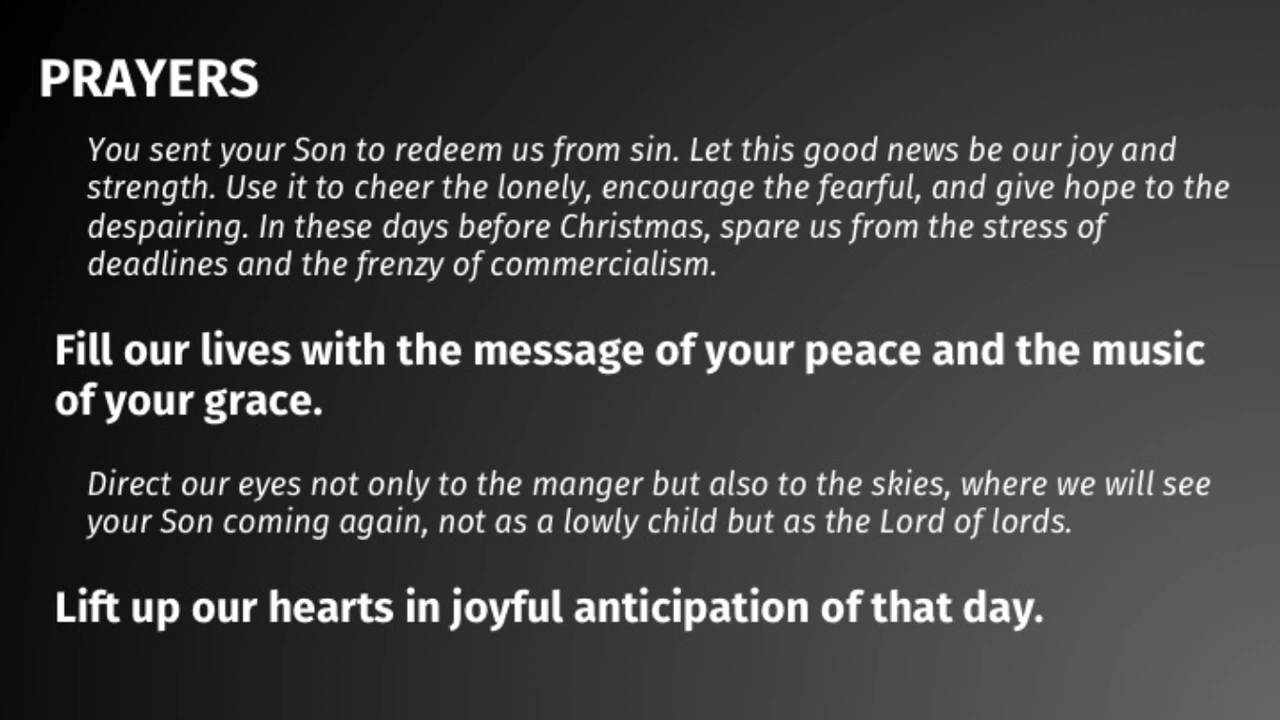 PRAYERS
You sent your Son to redeem us from sin. Let this good news be our joy and
strength. Use it to cheer the lonely, encourage the fearful, and give hope to the
despairing. In these days before Christmas, spare us from the stress of
deadlines and the frenzy of commercialism.
Fill our lives with the message of your peace and the music
of your grace.
Direct our eyes not only to the manger but also to the skies, where we will see
your Son coming again, not as a lowly child but as the Lord of lords.
Lift up our hearts in joyful anticipation of that day.